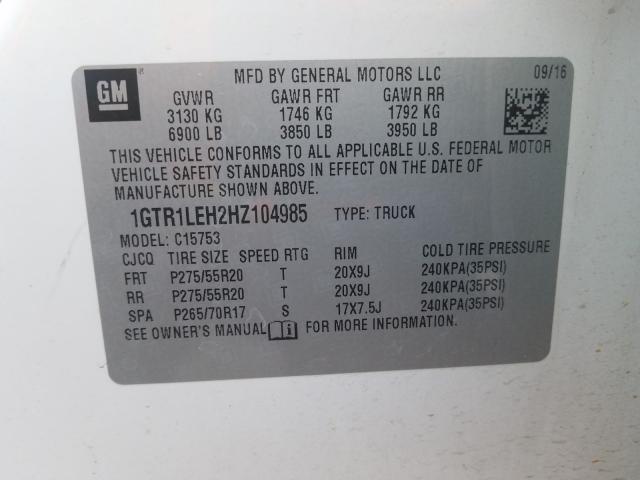 GM
MFD BY GENERAL MOTORS LLC 09/16
GVWR GAWR FRT GAWR RR
3130 KG 1746 KG 1792 KG
6900 LB 3850 LB 3950 LB
THIS VEHICLE CONFORMS TO ALL APPLICABLE U.S. FEDERAL MOTOR
VEHICLE SAFETY STANDARDS IN EFFECT ON THE DATE OF
MANUFACTURE SHOWN ABOVE.
1GTR1LEH2HZ104985 TYPE: TRUCK
MODEL: C15753
CJCQ TIRE SIZE SPEED RTG RIM COLD TIRE PRESSURE
FRT P275/55R20 T 20X9J 240KPA(35PSI)
RR P275/55R20 T 20X9J 240KPA(35PSI)
SPA P265/70R17 S 17X7.5J 240KPA(35PSI)
SEE OWNER'S MANUAL FOR MORE INFORMATION.